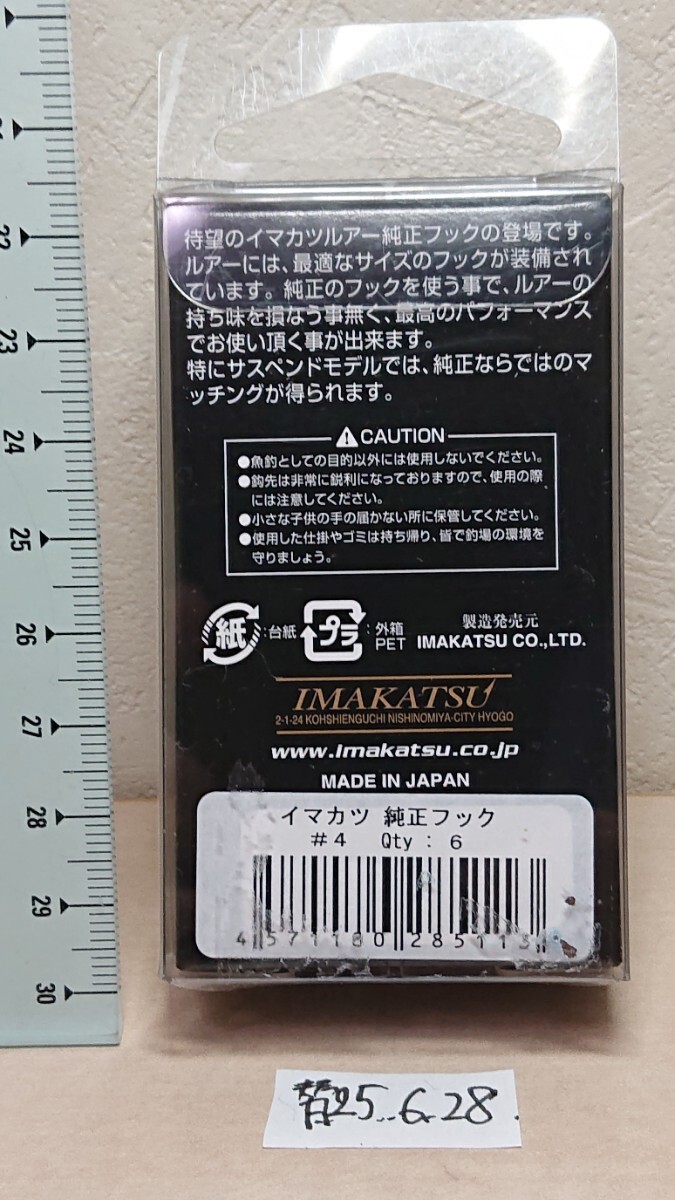 待望のイマカツルアー純正フックの登場です。
ルアーには、最適なサイズのフックが装備され
ています。純正のフックを使う事で、ルアーの
持ち味を損なう事無く、最高のパフォーマンス
でお使い頂く事が出来ます。
特にサスペンドモデルでは、純正ならではのマ
ッチングが得られます。
CAUTION
●魚釣としての目的以外には使用しないでください。
●鈎先は非常に鋭利になっておりますので、使用の際
には注意してください。
●小さな子供の手の届かない所に保管してください。
●使用した仕掛やゴミは持ち帰り、皆で釣場の環境を
守りましょう。
紙 :台紙
プラ :外箱
PET
製造発売元
IMAKATSU CO.,LTD.
IMAKATSU
2-1-24 KOHSHIENGUCHI NISHINOMIYA-CITY HYOGO
www.imakatsu.co.jp
MADE IN JAPAN
イマカツ 純正フック
#4 Qty : 6
4 571160 285113
22
23
24
25
26
27
28
29
30
25.6.28